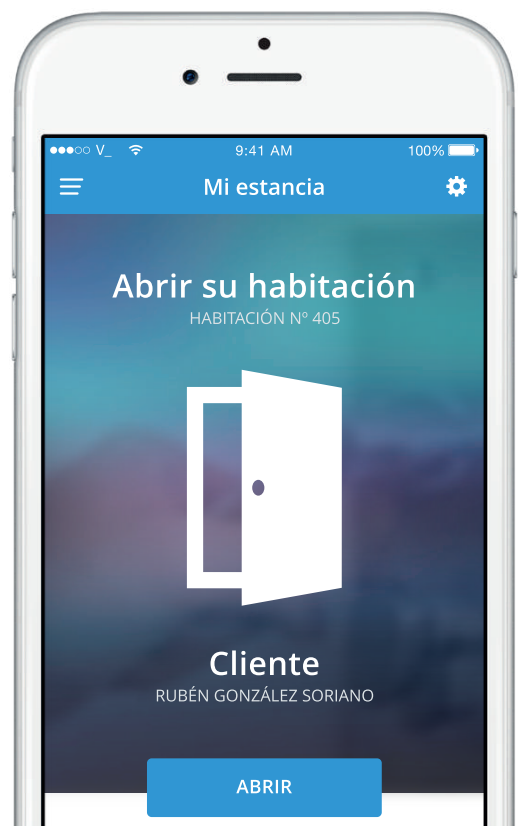 V_ 9:41 AM 100%
Mi estancia
Abrir su habitación
HABITACIÓN Nº 405
Cliente
RUBÉN GONZÁLEZ SORIANO
ABRIR